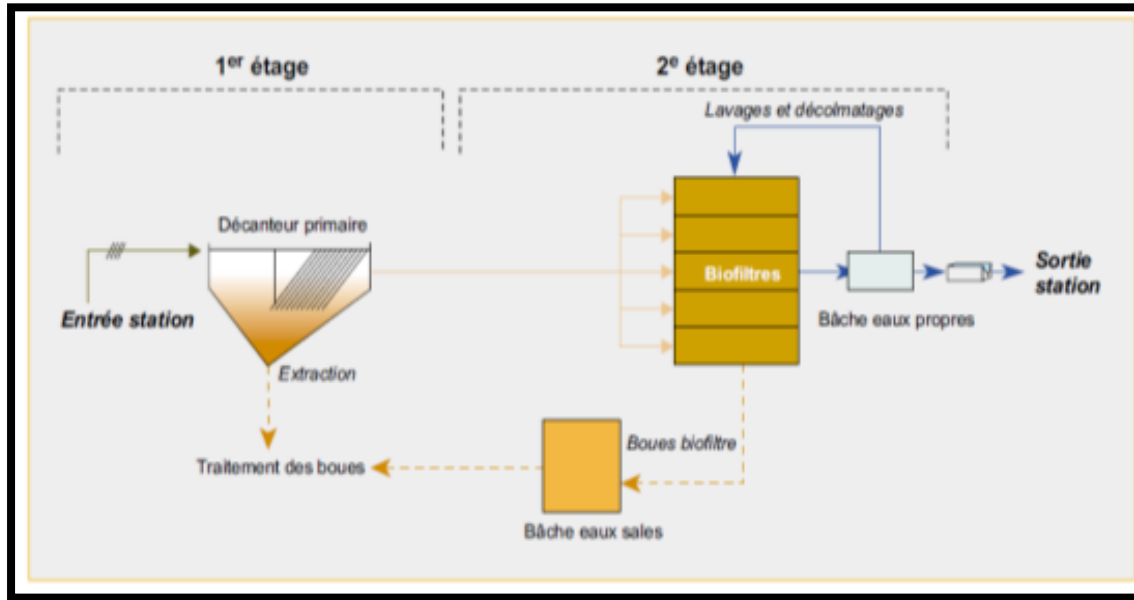 1er étage
2e étage
Lavages et décolmatages
Décanteur primaire
Biofiltres
Sortie
station
Entrée station
Bâche eaux propres
Extraction
Boues biofiltre
Traitement des boues
Bâche eaux sales